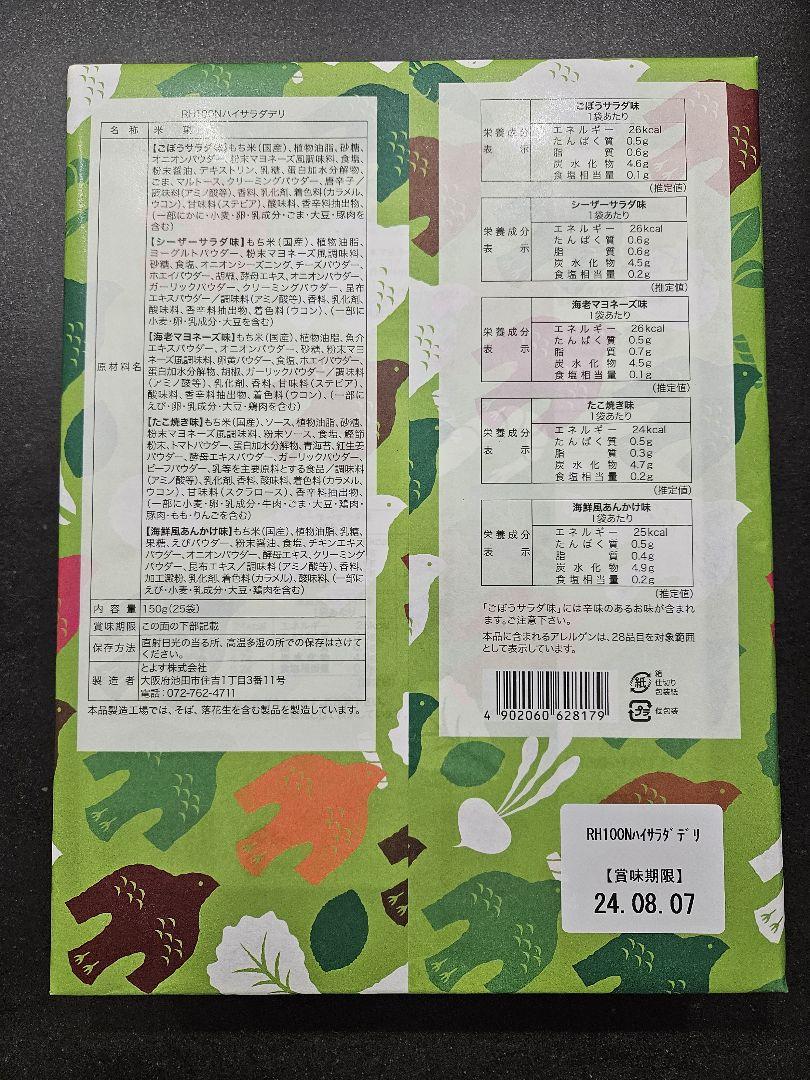 RH100Nハイサラダデリ
名称 米菓
原材料名
【ごぼうサラダ味】もち米(国産)、植物油脂、砂糖、
オニオンパウダー、粉末マヨネーズ風調味料、食塩、
粉末醤油、デキストリン、乳糖、蛋白加水分解物、
ごま、マルトース、クリーミングパウダー、唐辛子／
調味料(アミノ酸等)、香料、乳化剤、着色料(カラメル、
ウコン)、甘味料(ステビア)、酸味料、香辛料抽出物、
(一部にかに・小麦・卵・乳成分・ごま・大豆・豚肉を
含む)
【シーザーサラダ味】もち米(国産)、植物油脂、
ヨーグルトパウダー、粉末マヨネーズ風調味料、
砂糖、食塩、オニオンシーズニング、チーズパウダー、
ホエイパウダー、胡椒、酵母エキス、オニオンパウダー、
ガーリックパウダー、クリーミングパウダー、昆布
エキスパウダー／調味料(アミノ酸等)、香料、乳化剤、
酸味料、香辛料抽出物、着色料(ウコン)、(一部に
小麦・卵・乳成分・大豆を含む)
【海老マヨネーズ味】もち米(国産)、植物油脂、魚介
エキスパウダー、オニオンパウダー、砂糖、粉末マヨ
ネーズ風調味料、卵黄パウダー、食塩、ホエイパウダー、
蛋白加水分解物、胡椒、ガーリックパウダー／調味料
(アミノ酸等)、乳化剤、香料、甘味料(ステビア)、
酸味料、香辛料抽出物、着色料(ウコン)、(一部に
えび・卵・乳成分・大豆・鶏肉を含む)
【たこ焼き味】もち米(国産)、ソース、植物油脂、砂糖、
粉末マヨネーズ風調味料、粉末ソース、食塩、鰹節
粉末、トマトパウダー、蛋白加水分解物、青海苔、紅生姜
パウダー、酵母エキスパウダー、ガーリックパウダー、
ビーフパウダー、乳等を主要原料とする食品／調味料
(アミノ酸等)、乳化剤、香料、酸味料、着色料(カラメル、
ウコン)、甘味料(スクラロース)、香辛料抽出物、
(一部に小麦・卵・乳成分・牛肉・ごま・大豆・鶏肉・
豚肉・もも・りんごを含む)
【海鮮風あんかけ味】もち米(国産)、植物油脂、乳糖、
果糖、えびパウダー、粉末醤油、食塩、チキンエキス
パウダー、オニオンパウダー、酵母エキス、クリーミング
パウダー、昆布エキス／調味料(アミノ酸等)、香料、
加工澱粉、乳化剤、着色料(カラメル)、酸味料、(一部に
えび・小麦・乳成分・大豆・鶏肉を含む)
内容量 150g(25袋)
賞味期限 この面の下部記載
保存方法 直射日光の当る所、高温多湿の所での保存はさけて
ください。
製造者 とよす株式会社
大阪府池田市住吉1丁目3番11号
電話：072-762-4711
本品製造工場では、そば、落花生を含む製品を製造しています。
ごぼうサラダ味
1袋あたり
栄養成分表示
エネルギー 26kcal
たんぱく質 0.5g
脂質 0.6g
炭水化物 4.6g
食塩相当量 0.1g
(推定値)
シーザーサラダ味
1袋あたり
栄養成分表示
エネルギー 26kcal
たんぱく質 0.6g
脂質 0.6g
炭水化物 4.5g
食塩相当量 0.2g
(推定値)
海老マヨネーズ味
1袋あたり
栄養成分表示
エネルギー 26kcal
たんぱく質 0.5g
脂質 0.7g
炭水化物 4.5g
食塩相当量 0.1g
(推定値)
たこ焼き味
1袋あたり
栄養成分表示
エネルギー 24kcal
たんぱく質 0.5g
脂質 0.3g
炭水化物 4.7g
食塩相当量 0.2g
(推定値)
海鮮風あんかけ味
1袋あたり
栄養成分表示
エネルギー 25kcal
たんぱく質 0.5g
脂質 0.4g
炭水化物 4.9g
食塩相当量 0.2g
(推定値)
「ごぼうサラダ味」には辛味のあるお味が含まれ
ます。ご注意下さい。
本品に含まれるアレルゲンは、28品目を対象範囲
として表示しています。
4 902060 628179
紙
箱
仕切り
包装紙
プラ
個包装
RH100Nハイサラダデリ
【賞味期限】
24.08.07